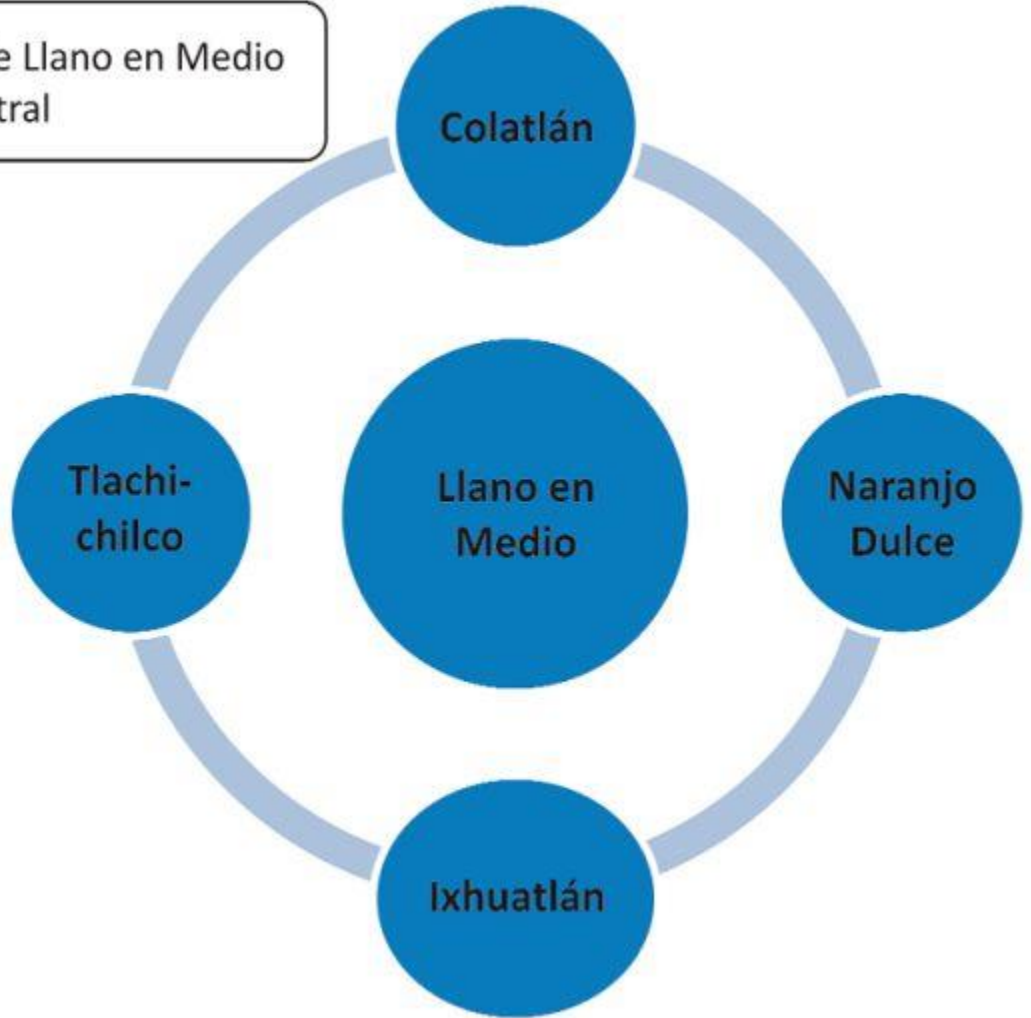 e Llano en Medio
tral
Colatlán
Tlachi-
chilco
Llano en
Medio
Naranjo
Dulce
Ixhuatlán